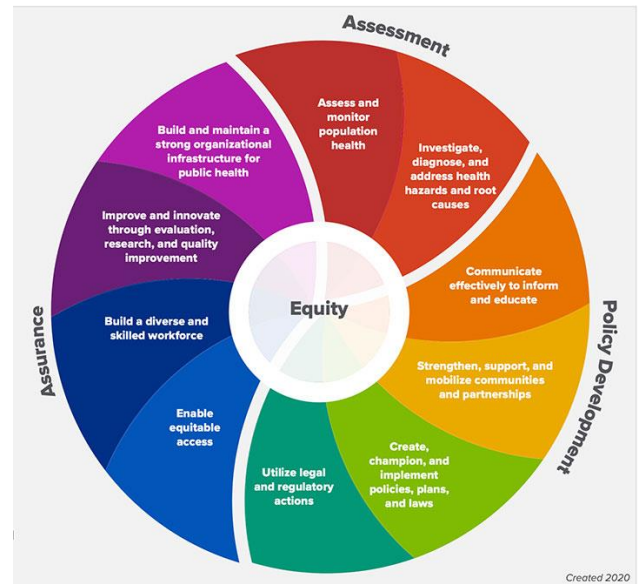 Assessment
Assess and
monitor
population
health
Investigate,
diagnose, and
address health
hazards and root
causes
Communicate
effectively to inform
and educate
Strengthen, support, and
mobilize communities
and partnerships
Create,
champion, and
implement
policies, plans,
and laws
Utilize legal
and regulatory
actions
Policy Development
Enable
equitable
access
Build a diverse and
skilled workforce
Improve and innovate
through evaluation,
research, and quality
improvement
Build and maintain a
strong organizational
infrastructure for
public health
Assurance
Equity
Created 2020